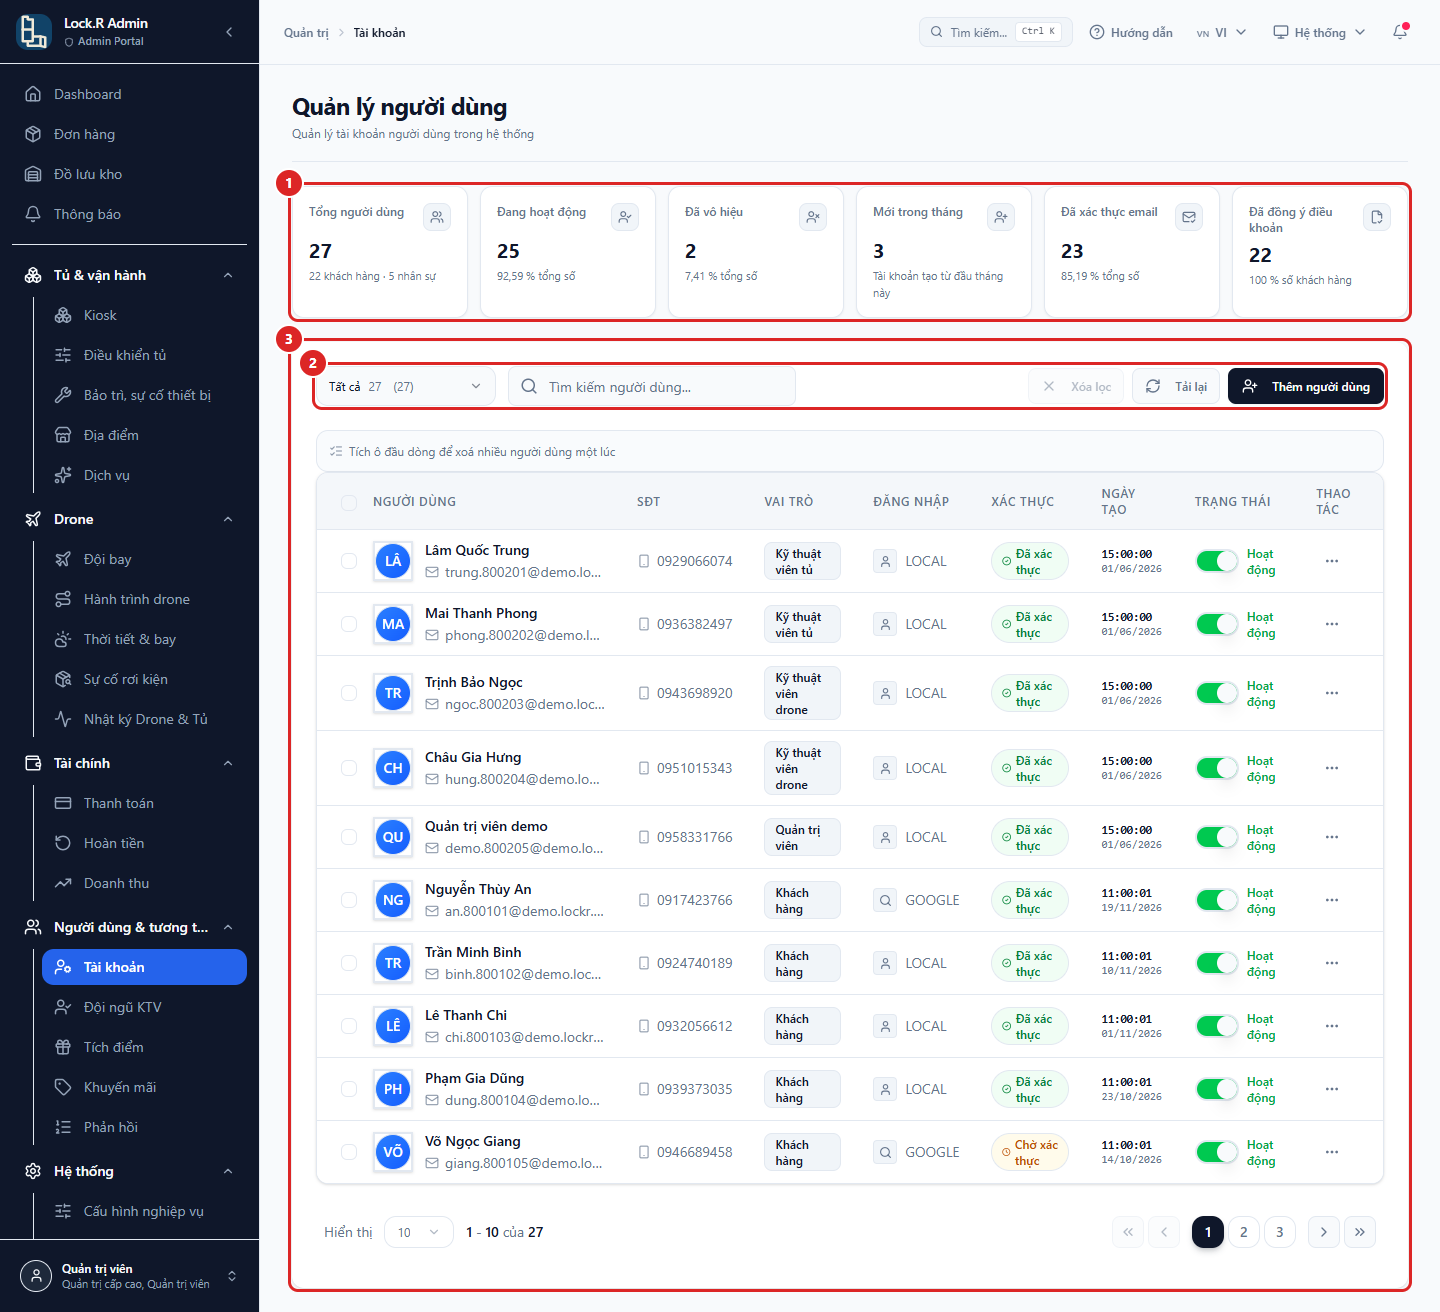 Lock.R Admin
Admin Portal
Quản trị
Tài khoản
Tìm kiếm...
Ctrl K
Hướng dẫn
VN VI
Hệ thống
Dashboard
Đơn hàng
Đồ lưu kho
Thông báo
Tủ & vận hành
Kiosk
Điều khiển tủ
Bảo trì, sự cố thiết bị
Địa điểm
Dịch vụ
Drone
Đội bay
Hành trình drone
Thời tiết & bay
Sự cố rơi kiện
Nhật ký Drone & Tủ
Tài chính
Thanh toán
Hoàn tiền
Doanh thu
Người dùng & tương t...
Tài khoản
Đội ngũ KTV
Tích điểm
Khuyến mãi
Phản hồi
Hệ thống
Cấu hình nghiệp vụ
Quản trị viên
Quản trị cấp cao, Quản trị viên
Quản lý người dùng
Quản lý tài khoản người dùng trong hệ thống
1
Tổng người dùng
27
22 khách hàng · 5 nhân sự
Đang hoạt động
25
92,59 % tổng số
Đã vô hiệu
2
7,41 % tổng số
Mới trong tháng
3
Tài khoản tạo từ đầu tháng
này
Đã xác thực email
23
85,19 % tổng số
Đã đồng ý điều
khoản
22
100 % số khách hàng
3
2
Tất cả 27 (27)
Tìm kiếm người dùng...
Xóa lọc
Tải lại
Thêm người dùng
Tích ô đầu dòng để xoá nhiều người dùng một lúc
NGƯỜI DÙNG
SĐT
VAI TRÒ
ĐĂNG NHẬP
XÁC THỰC
NGÀY
TẠO
TRẠNG THÁI
THAO
TÁC
LÂ
Lâm Quốc Trung
trung.800201@demo.lo...
0929066074
Kỹ thuật
viên tủ
LOCAL
Đã xác
thực
15:00:00
01/06/2026
Hoạt
động
MA
Mai Thanh Phong
phong.800202@demo.l...
0936382497
Kỹ thuật
viên tủ
LOCAL
Đã xác
thực
15:00:00
01/06/2026
Hoạt
động
TR
Trịnh Bảo Ngọc
ngoc.800203@demo.loc...
0943698920
Kỹ thuật
viên
drone
LOCAL
Đã xác
thực
15:00:00
01/06/2026
Hoạt
động
CH
Châu Gia Hưng
hung.800204@demo.lo...
0951015343
Kỹ thuật
viên
drone
LOCAL
Đã xác
thực
15:00:00
01/06/2026
Hoạt
động
QU
Quản trị viên demo
demo.800205@demo.lo...
0958331766
Quản trị
viên
LOCAL
Đã xác
thực
15:00:00
01/06/2026
Hoạt
động
NG
Nguyễn Thùy An
an.800101@demo.lockr....
0917423766
Khách
hàng
GOOGLE
Đã xác
thực
11:00:01
19/11/2026
Hoạt
động
TR
Trần Minh Bình
binh.800102@demo.loc...
0924740189
Khách
hàng
LOCAL
Đã xác
thực
11:00:01
10/11/2026
Hoạt
động
LÊ
Lê Thanh Chi
chi.800103@demo.lockr...
0932056612
Khách
hàng
LOCAL
Đã xác
thực
11:00:01
01/11/2026
Hoạt
động
PH
Phạm Gia Dũng
dung.800104@demo.lo...
0939373035
Khách
hàng
LOCAL
Đã xác
thực
11:00:01
23/10/2026
Hoạt
động
VÕ
Võ Ngọc Giang
giang.800105@demo.lo...
0946689458
Khách
hàng
GOOGLE
Chờ xác
thực
11:00:01
14/10/2026
Hoạt
động
Hiển thị
10
1 - 10 của 27
1
2
3